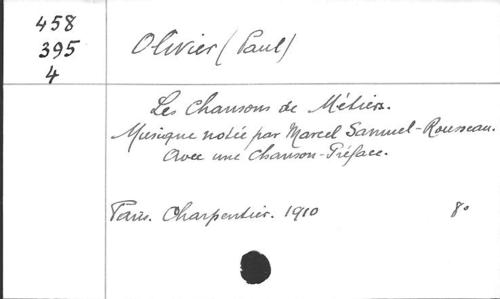 458
395
4
Olivier (Paul)
Les Chansons de Métiers.
Musique notée par Marcel Samuel-Rousseau.
Avec une Chanson-Préface.
Paris. Charpentier. 1910 8°